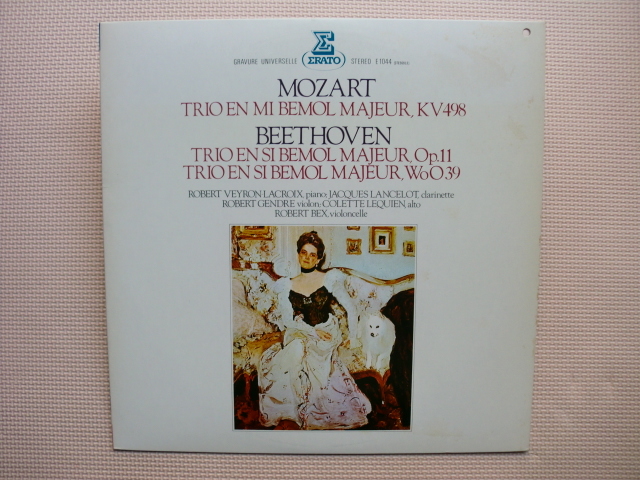 GRAVURE UNIVERSELLE ERATO STEREO E 1044
MOZART
TRIO EN MI BEMOL MAJEUR, KV498
BEETHOVEN
TRIO EN SI BEMOL MAJEUR, Op.11
TRIO EN SI BEMOL MAJEUR, WoO39
ROBERT VEYRON-LACROIX, piano; JACQUES LANCELOT, clarinette
ROBERT GENDRE violon; COLETTE LEQUIEN, alto
ROBERT BEX, violoncelle